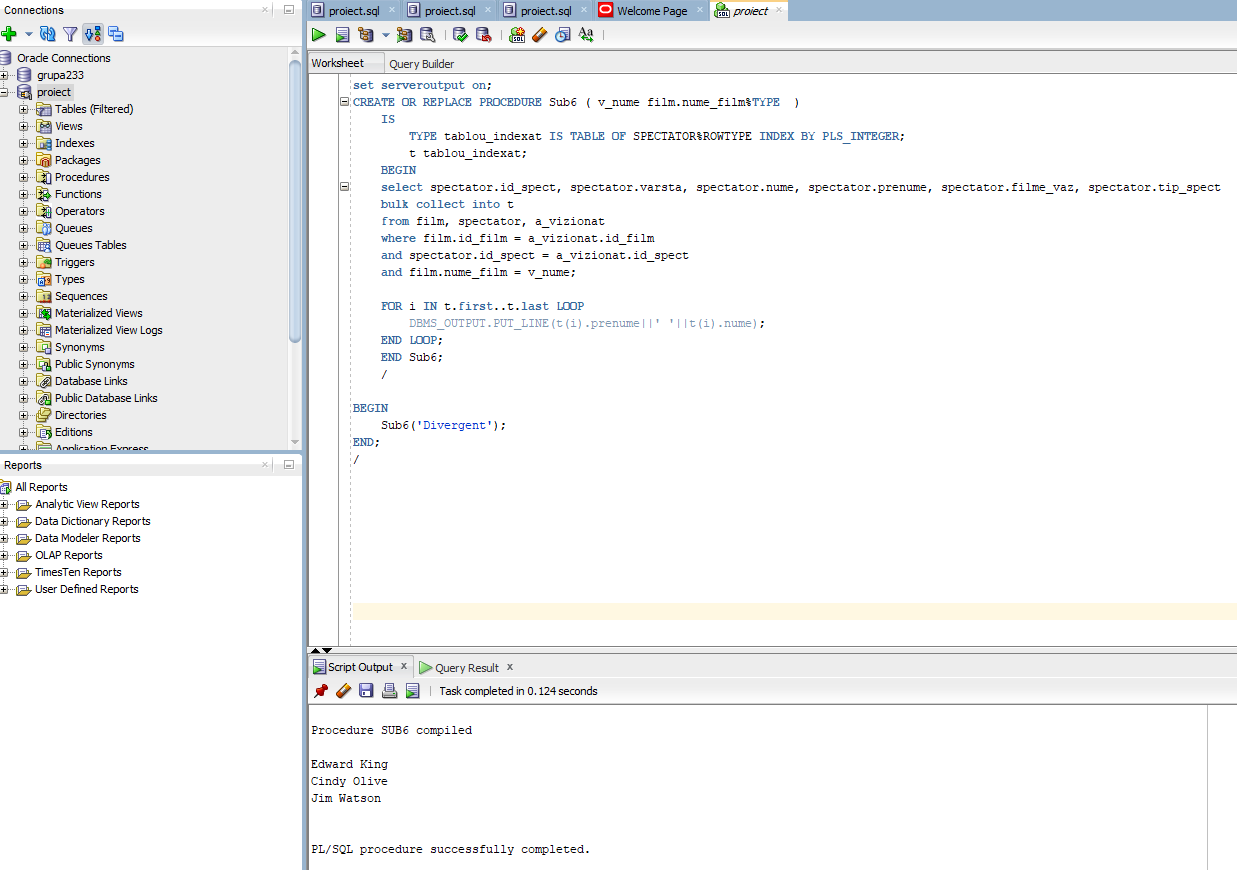 Connections
Oracle Connections
grupa233
proiect
Tables (Filtered)
Views
Indexes
Packages
Procedures
Functions
Operators
Queues
Queues Tables
Triggers
Types
Sequences
Materialized Views
Materialized View Logs
Synonyms
Public Synonyms
Database Links
Public Database Links
Directories
Editions
Application Express
Reports
All Reports
Analytic View Reports
Data Dictionary Reports
Data Modeler Reports
OLAP Reports
TimesTen Reports
User Defined Reports
proiect.sql
proiect.sql
proiect.sql
Welcome Page
proiect
Worksheet
Query Builder
set serveroutput on;
CREATE OR REPLACE PROCEDURE Sub6 ( v_nume film.nume_film%TYPE  )
IS
TYPE tablou_indexat IS TABLE OF SPECTATOR%ROWTYPE INDEX BY PLS_INTEGER;
t tablou_indexat;
BEGIN
select spectator.id_spect, spectator.varsta, spectator.nume, spectator.prenume, spectator.filme_vaz, spectator.tip_spect
bulk collect into t
from film, spectator, a_vizionat
where film.id_film = a_vizionat.id_film
and spectator.id_spect = a_vizionat.id_spect
and film.nume_film = v_nume;
FOR i IN t.first..t.last LOOP
DBMS_OUTPUT.PUT_LINE(t(i).prenume||' '||t(i).nume);
END LOOP;
END Sub6;
/
BEGIN
Sub6('Divergent');
END;
/
Script Output
Query Result
Task completed in 0.124 seconds
Procedure SUB6 compiled
Edward King
Cindy Olive
Jim Watson
PL/SQL procedure successfully completed.